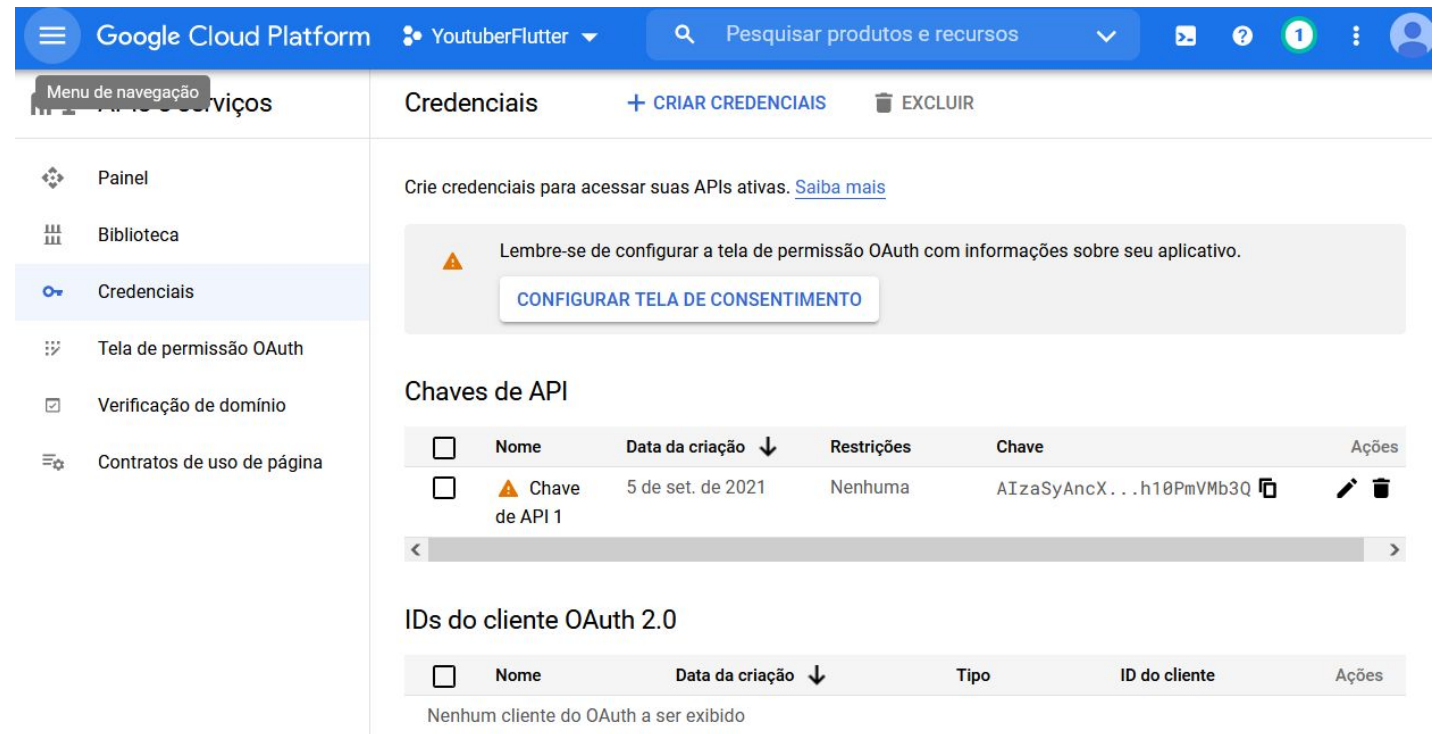 Google Cloud Platform
YoutuberFlutter
Pesquisar produtos e recursos
1
Menu de navegação
serviços
Credenciais
CRIAR CREDENCIAIS
EXCLUIR
Painel
Biblioteca
Credenciais
Tela de permissão OAuth
Verificação de domínio
Contratos de uso de página
Crie credenciais para acessar suas APIs ativas. Saiba mais
Lembre-se de configurar a tela de permissão OAuth com informações sobre seu aplicativo.
CONFIGURAR TELA DE CONSENTIMENTO
Chaves de API
Nome Data da criação Restrições Chave Ações
Chave 5 de set. de 2021 Nenhuma AIzaSyAncX...h10PmVMb3Q
de API 1
IDs do cliente OAuth 2.0
Nome Data da criação Tipo ID do cliente Ações
Nenhum cliente do OAuth a ser exibido